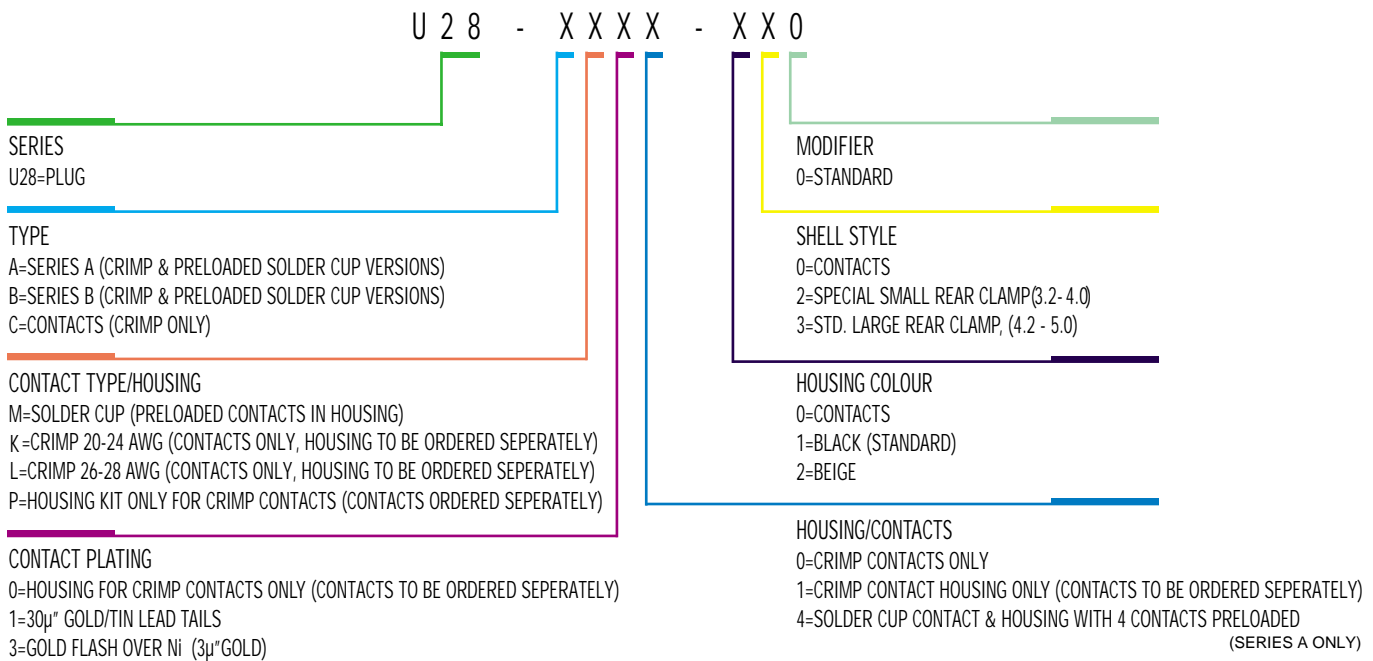 U28 - XXXX - XX0
SERIES
U28=PLUG
TYPE
A=SERIES A (CRIMP & PRELOADED SOLDER CUP VERSIONS)
B=SERIES B (CRIMP & PRELOADED SOLDER CUP VERSIONS)
C=CONTACTS (CRIMP ONLY)
CONTACT TYPE/HOUSING
M=SOLDER CUP (PRELOADED CONTACTS IN HOUSING)
K=CRIMP 20-24 AWG (CONTACTS ONLY, HOUSING TO BE ORDERED SEPERATELY)
L=CRIMP 26-28 AWG (CONTACTS ONLY, HOUSING TO BE ORDERED SEPERATELY)
P=HOUSING KIT ONLY FOR CRIMP CONTACTS (CONTACTS ORDERED SEPERATELY)
CONTACT PLATING
0=HOUSING FOR CRIMP CONTACTS ONLY (CONTACTS TO BE ORDERED SEPERATELY)
1=30µ" GOLD/TIN LEAD TAILS
3=GOLD FLASH OVER Ni (3µ"GOLD)
MODIFIER
0=STANDARD
SHELL STYLE
0=CONTACTS
2=SPECIAL SMALL REAR CLAMP(3.2-4.0)
3=STD. LARGE REAR CLAMP, (4.2 - 5.0)
HOUSING COLOUR
0=CONTACTS
1=BLACK (STANDARD)
2=BEIGE
HOUSING/CONTACTS
0=CRIMP CONTACTS ONLY
1=CRIMP CONTACT HOUSING ONLY (CONTACTS TO BE ORDERED SEPERATELY)
4=SOLDER CUP CONTACT & HOUSING WITH 4 CONTACTS PRELOADED
(SERIES A ONLY)